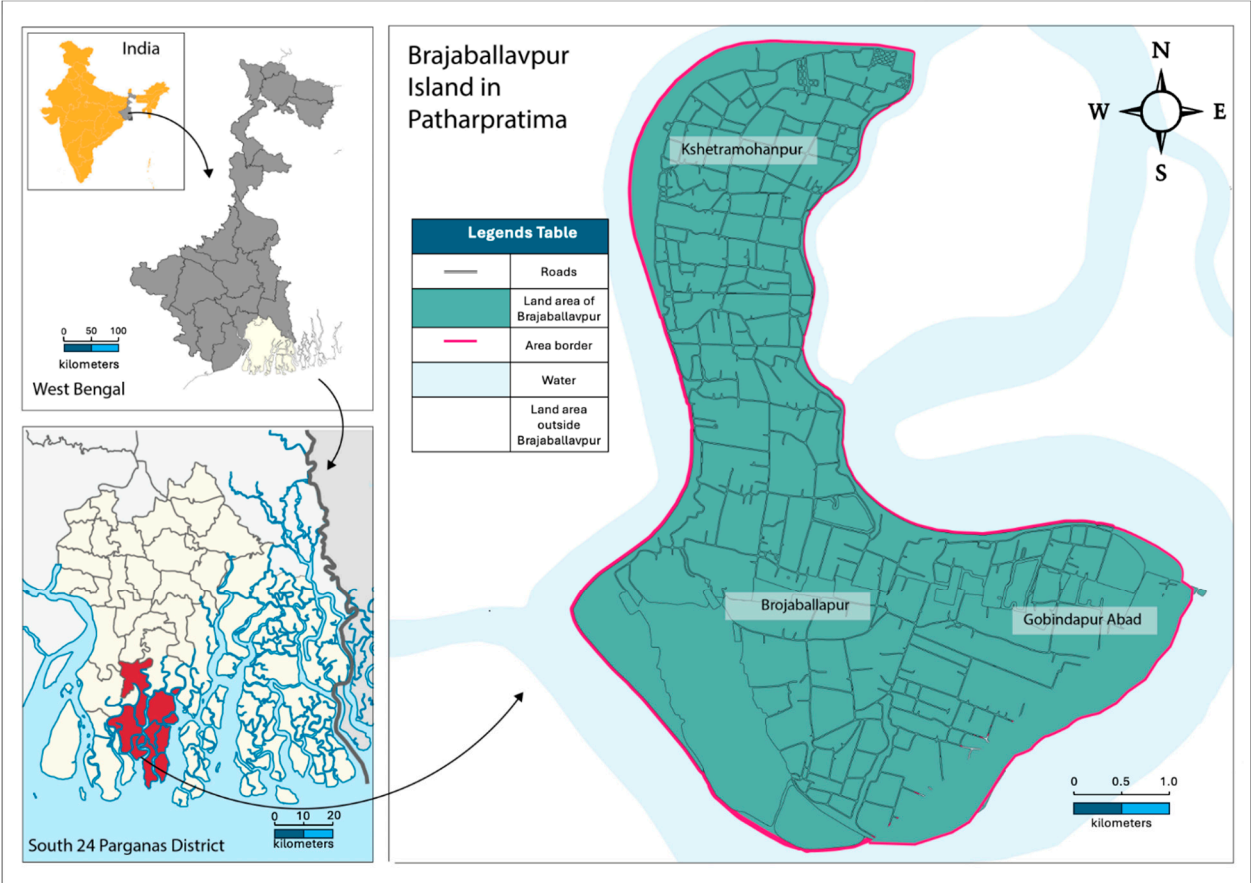 India
0 50 100
kilometers
West Bengal
South 24 Parganas District
0 10 20
kilometers
Brajaballavpur
Island in
Patharpratima
Legends Table
Roads
Land area of
Brajaballavpur
Area border
Water
Land area
outside
Brajaballavpur
N
W E
S
Kshetramohanpur
Brojaballapur
Gobindapur Abad
0 0.5 1.0
kilometers